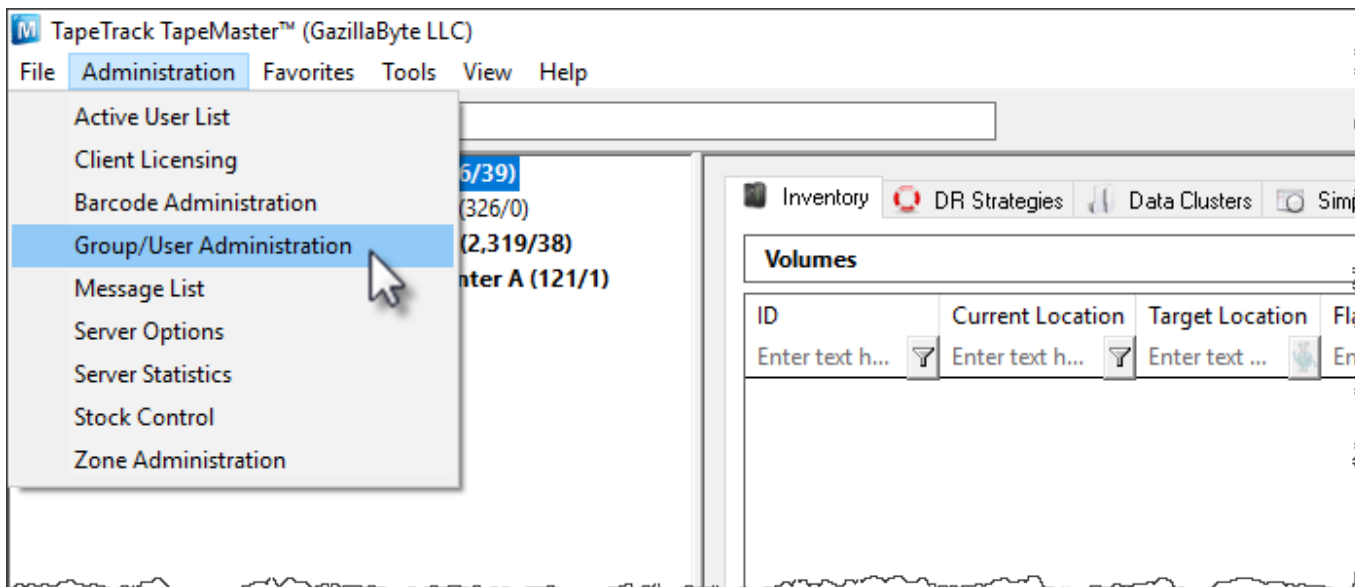 TapeTrack TapeMaster™ (GazillaByte LLC)
File Administration Favorites Tools View Help
Active User List
Client Licensing
Barcode Administration
Group/User Administration
Message List
Server Options
Server Statistics
Stock Control
Zone Administration
6/39)
(326/0)
(2,319/38)
nter A (121/1)
Inventory DR Strategies Data Clusters
Volumes
ID Current Location Target Location
Enter text h... Enter text h... Enter text ...